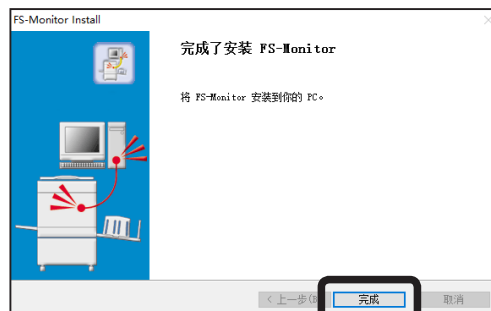 FS-Monitor Install
完成了安装 FS-Monitor
将 FS-Monitor 安装到你的 PC。
< 上一步(B
完成
取消